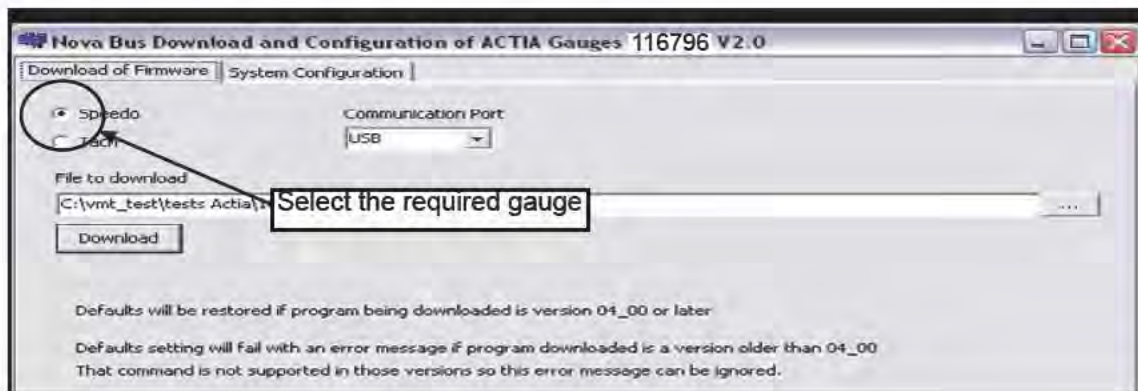 Nova Bus Download and Configuration of ACTIA Gauges 116796 V2.0
Download of Firmware System Configuration
Speedo Communication Port
Tach USB
File to download
C:\vmt_test\tests Actia\ ...
Select the required gauge
Download
Defaults will be restored if program being downloaded is version 04_00 or later
Defaults setting will fail with an error message if program downloaded is a version older than 04_00
That command is not supported in those versions so this error message can be ignored.